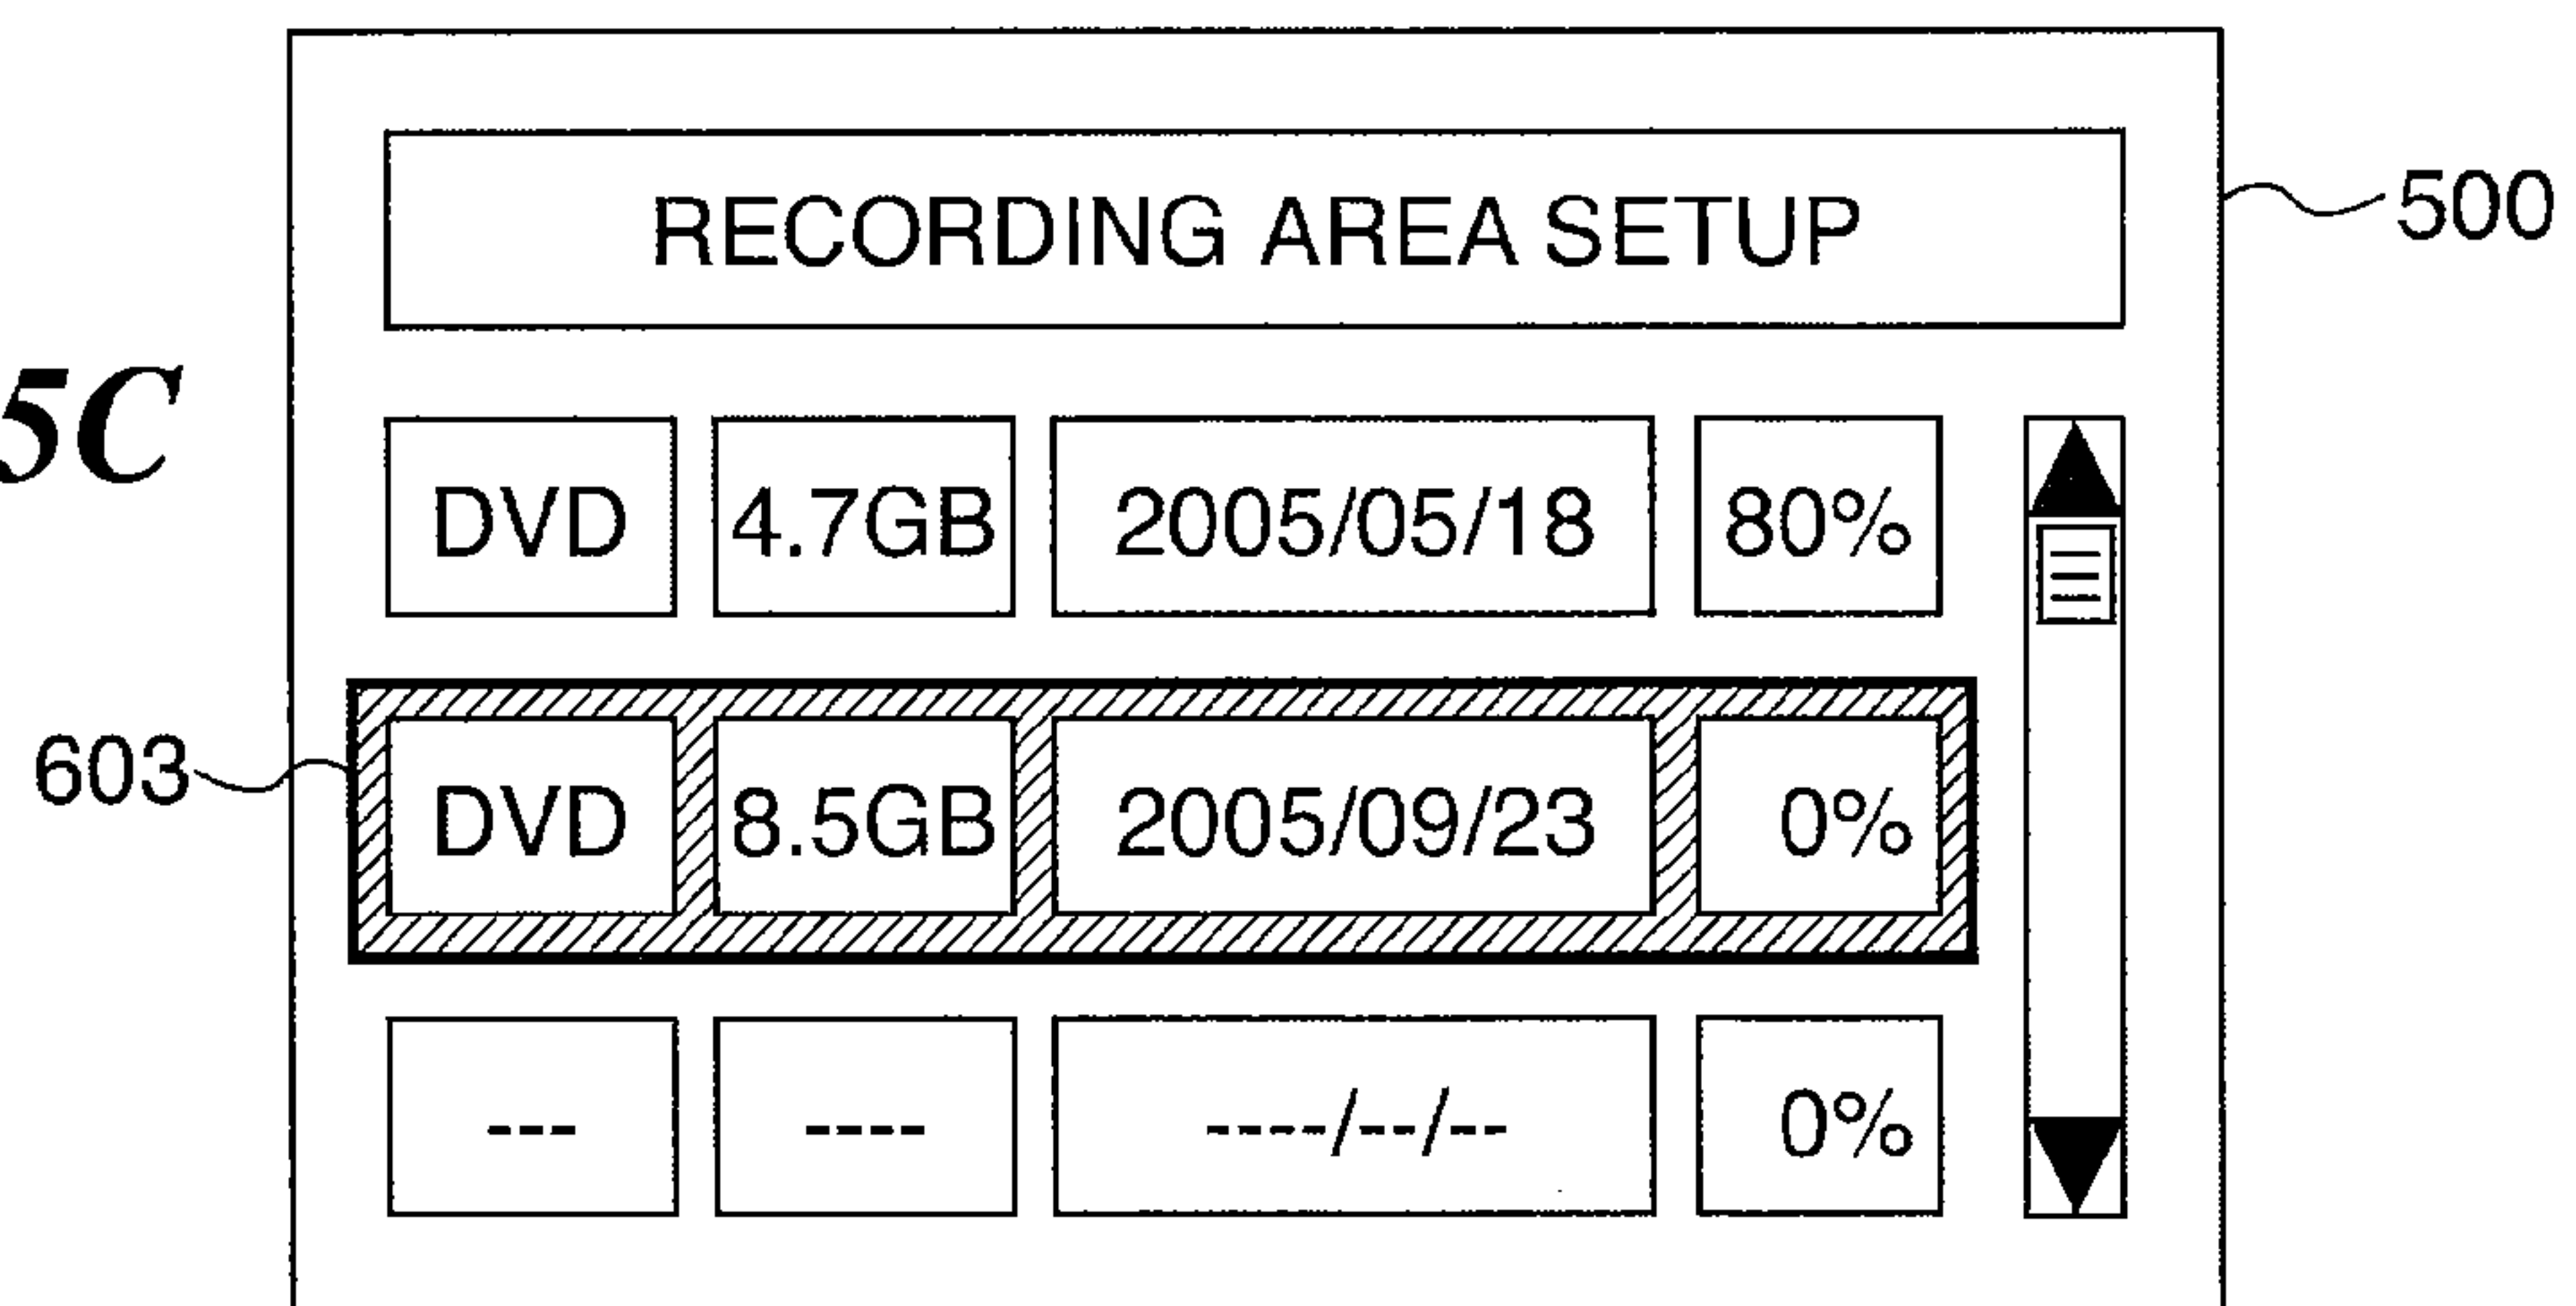 RECORDING AREA SETUP
500
5C
DVD 4.7GB 2005/05/18 80%
603
DVD 8.5GB 2005/09/23 0%
--- ---- ----/--/-- 0%